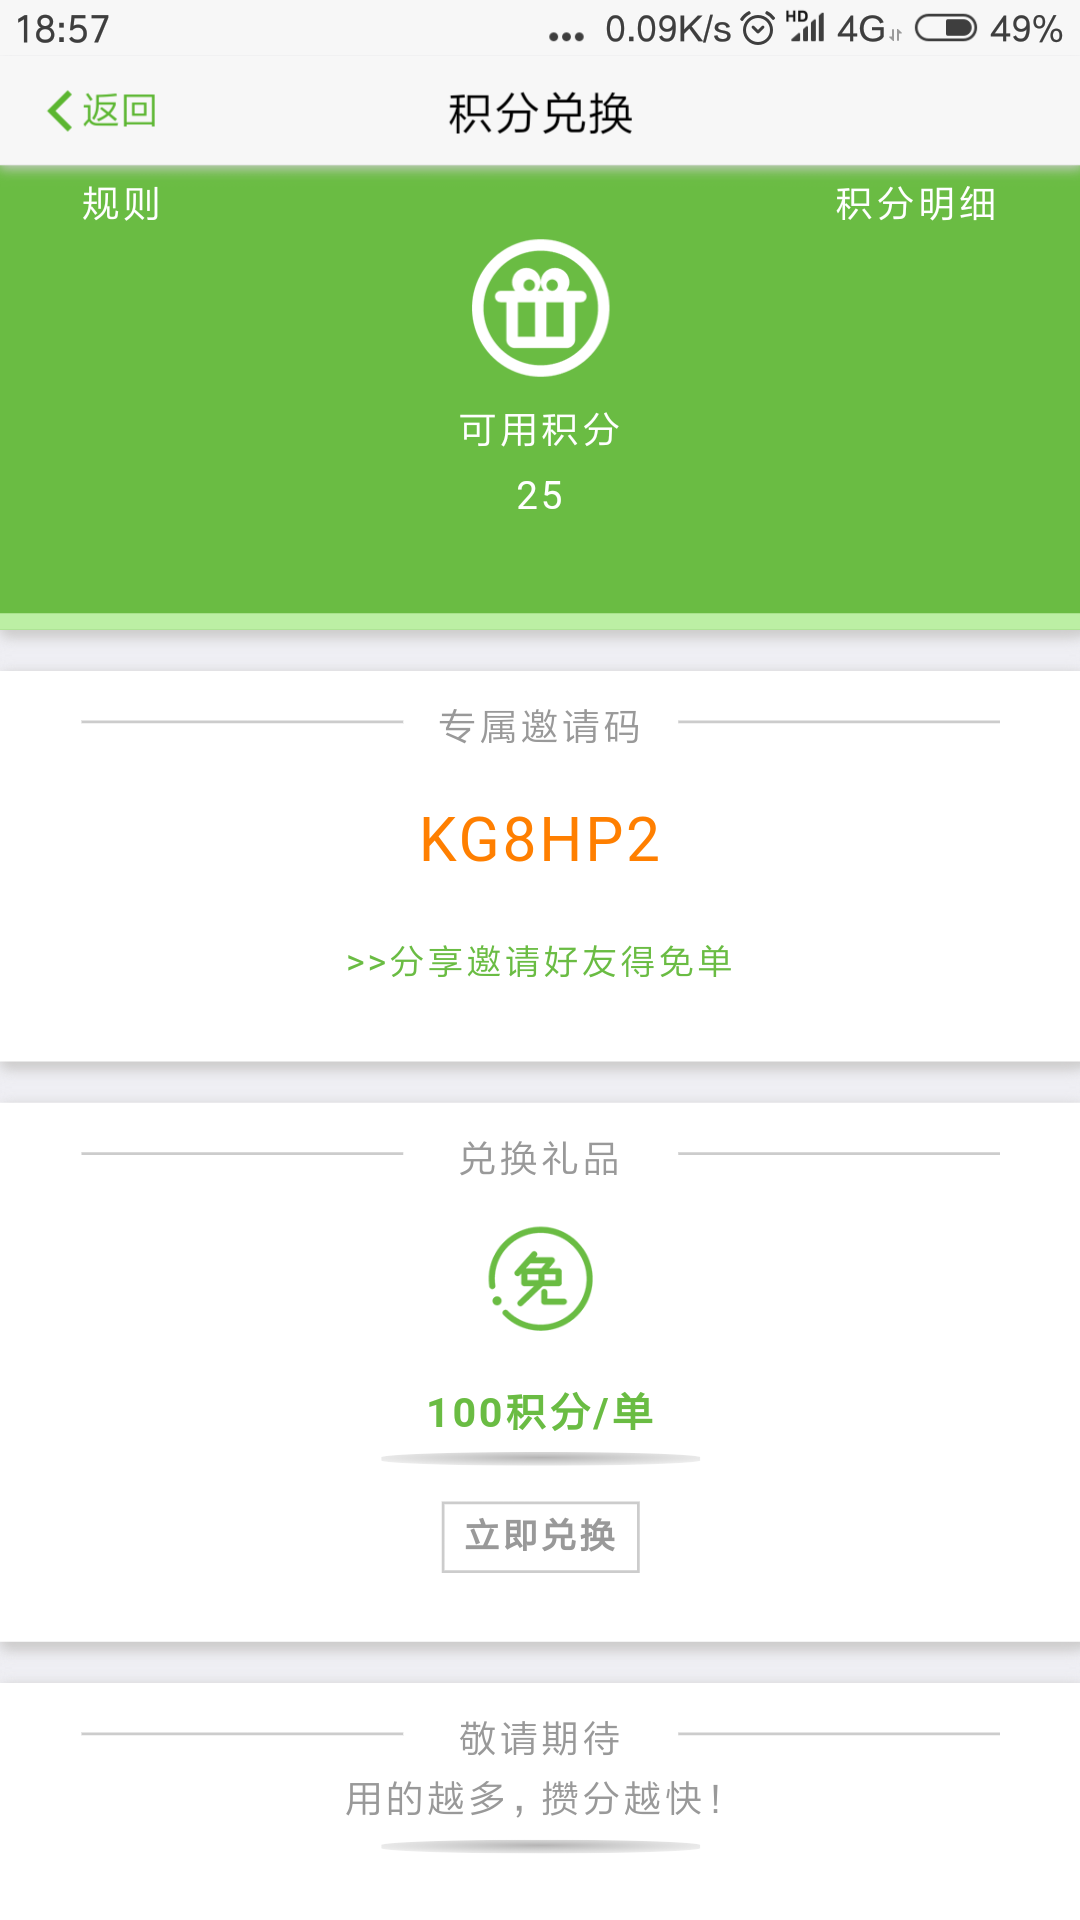 18:57 ... 0.09K/s HD 4G 49%
返回 积分兑换
规则 积分明细
可用积分
25
专属邀请码
KG8HP2
>>分享邀请好友得免单
兑换礼品
免
100积分/单
立即兑换
敬请期待
用的越多，攒分越快！